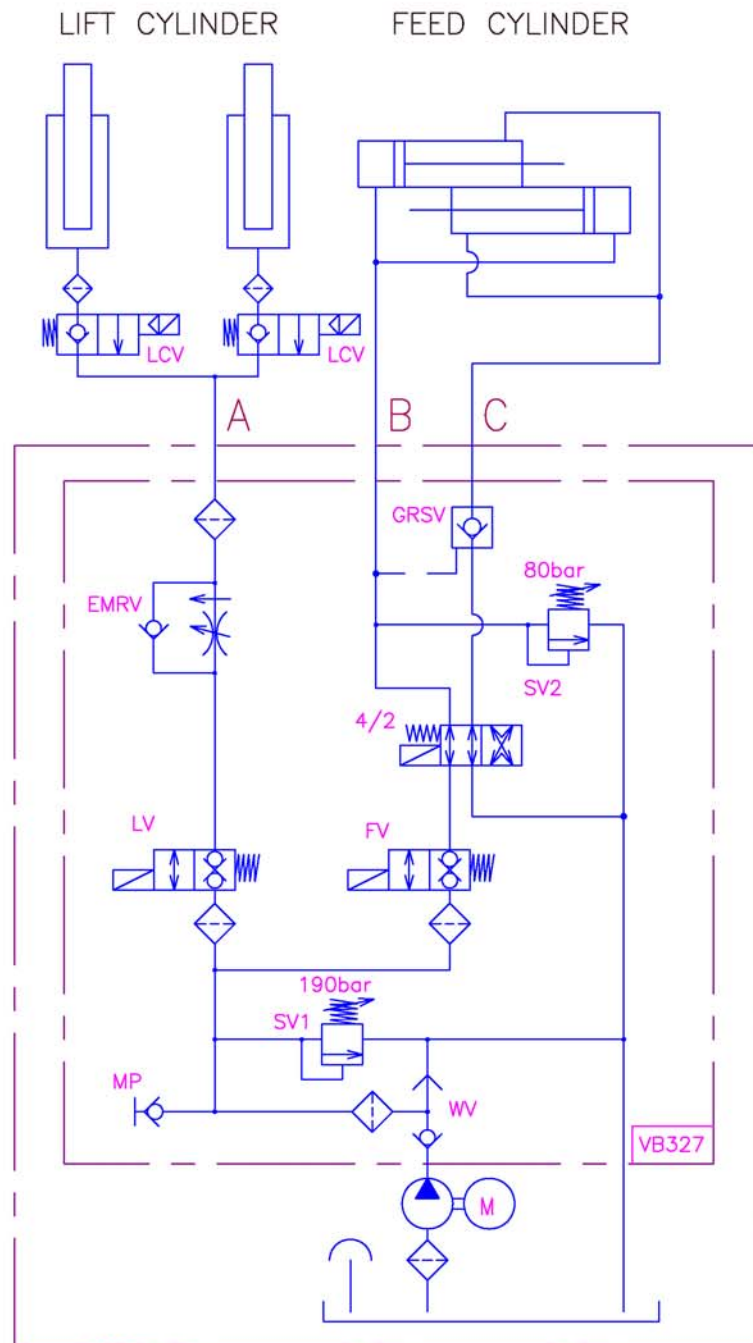 LIFT CYLINDER
FEED CYLINDER
LCV
LCV
A
B
C
GRSV
80bar
EMRV
SV2
4/2
LV
FV
190bar
SV1
MP
WV
VB327
M